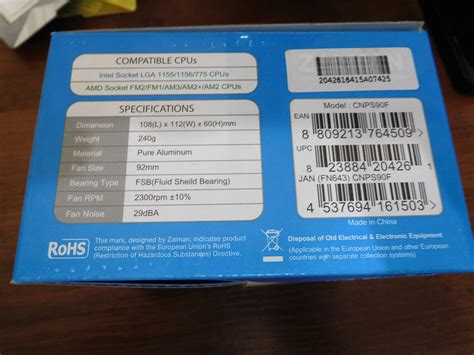 COMPATIBLE CPUs
Intel Socket LGA 1155/1156/775 CPUs
AMD Socket FM2/FM1/AM3/AM2+/AM2 CPUs
SPECIFICATIONS
Dimension 108(L) x 112(W) x 60(H)mm
Weight 240g
Material Pure Aluminum
Fan Size 92mm
Bearing Type FSB(Fluid Sheild Bearing)
Fan RPM 2300rpm ±10%
Fan Noise 29dBA
RoHS
This mark, designed by Zalman, indicates product
compliance with the European Union's RoHS
(Restriction of Hazardous Substances) Directive.
2042616415A07425
Model : CNPS90F
EAN
8 809213 764509
UPC
8 23884 20426
JAN (FN643) CNPS90F
4 537694 161503
Made in China
Disposal of Old Electrical & Electronic Equipment
(Applicable in the European Union and other European
countries with separate collection systems)